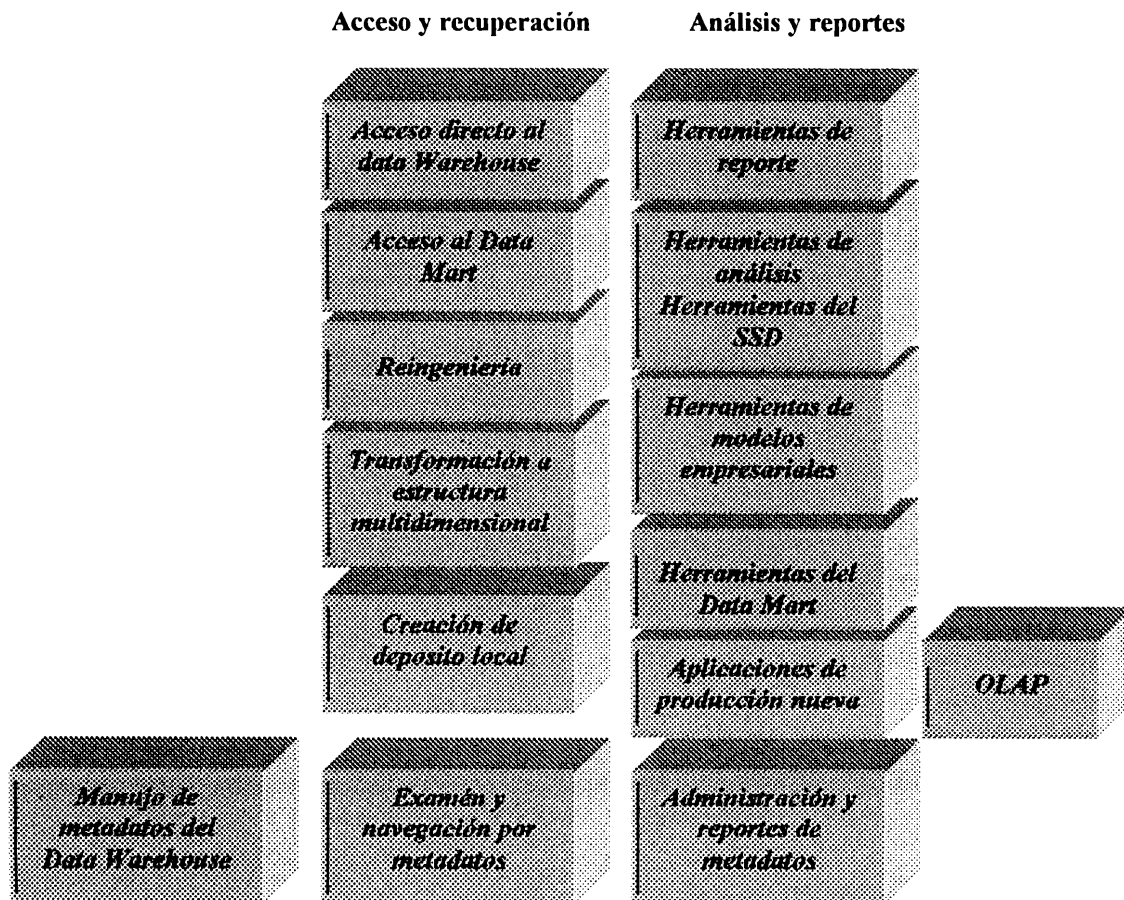 Acceso y recuperación
Análisis y reportes
Acceso directo al
data Warehouse
Acceso al Data
Mart
Reingeniería
Transformación a
estructura
multidimensional
Creación de
deposito local
Herramientas de
reporte
Herramientas de
análisis
Herramientas del
SSD
Herramientas de
modelos
empresariales
Herramientas del
Data Mart
Aplicaciones de
producción nueva
OLAP
Manujo de
metadatos del
Data Warehouse
Examén y
navegación por
metadatos
Administración y
reportes de
metadatos